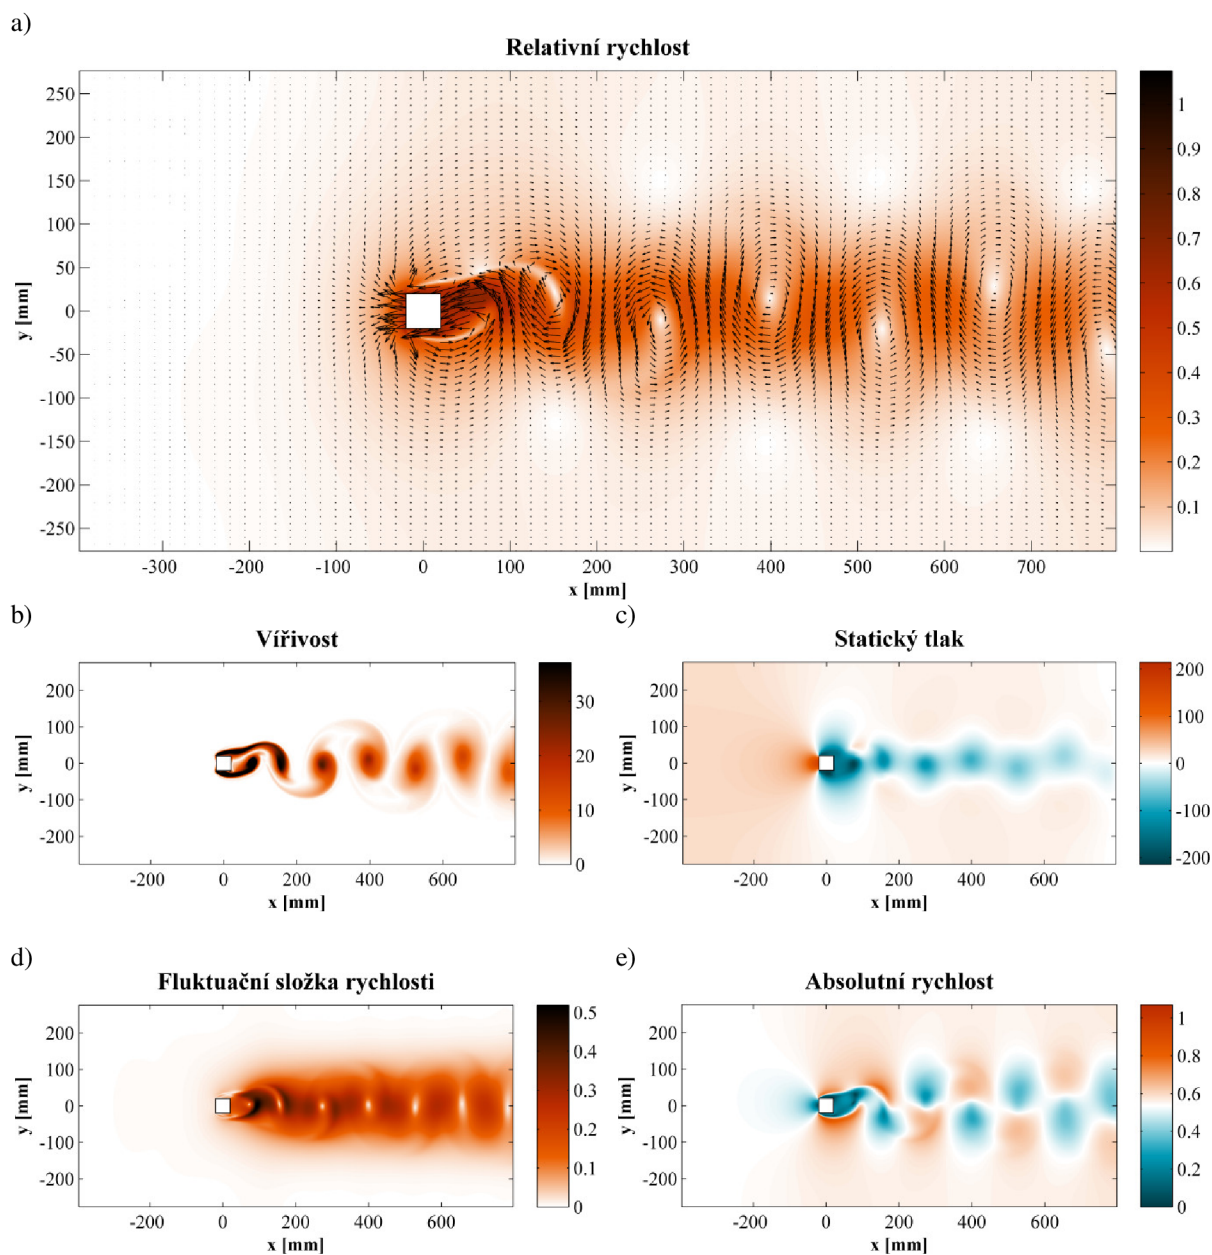 a)
Relativní rychlost
250
200
150
100
50
0
-50
-100
-150
-200
-250
y [mm]
-300 -200 -100 0 100 200 300 400 500 600 700
x [mm]
1
0.9
0.8
0.7
0.6
0.5
0.4
0.3
0.2
0.1
b)
Vířivost
200
100
0
-100
-200
y [mm]
-200 0 200 400 600
x [mm]
30
20
10
0
c)
Statický tlak
200
100
0
-100
-200
y [mm]
-200 0 200 400 600
x [mm]
200
100
0
-100
-200
d)
Fluktuační složka rychlosti
200
100
0
-100
-200
y [mm]
-200 0 200 400 600
x [mm]
0.5
0.4
0.3
0.2
0.1
0
e)
Absolutní rychlost
200
100
0
-100
-200
y [mm]
-200 0 200 400 600
x [mm]
1
0.8
0.6
0.4
0.2
0